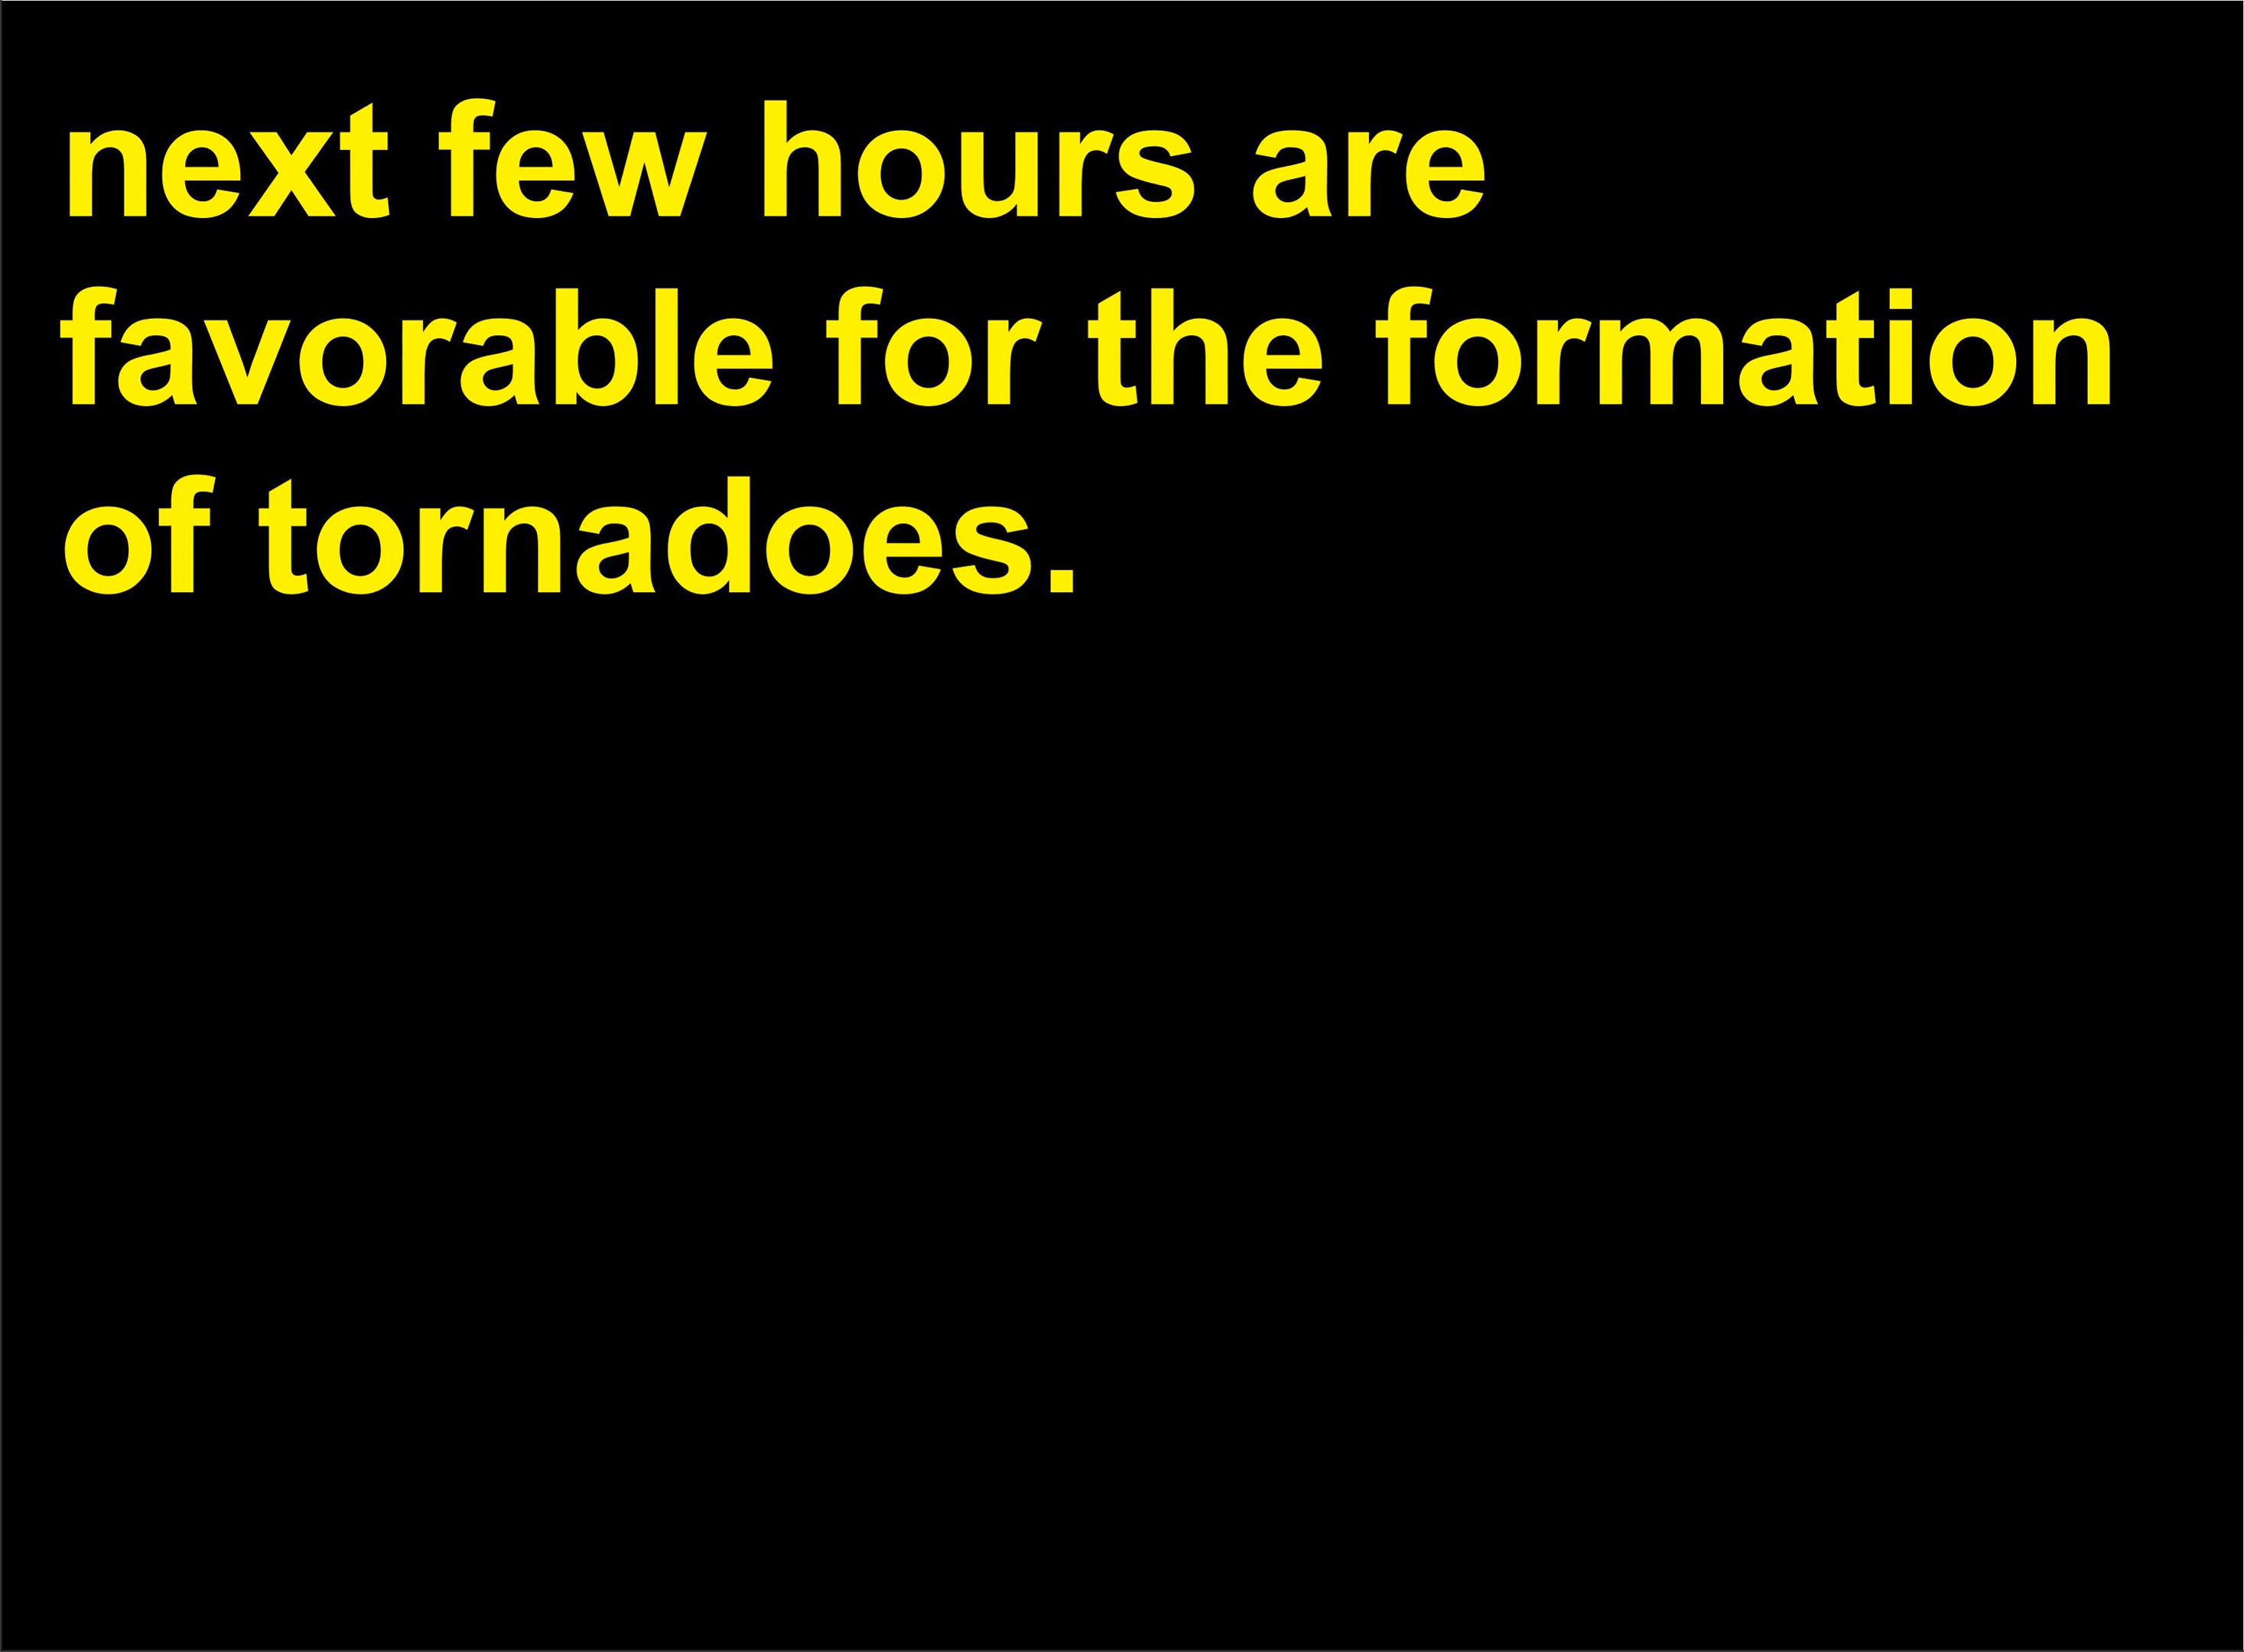 next few hours are
favorable for the formation
of tornadoes.